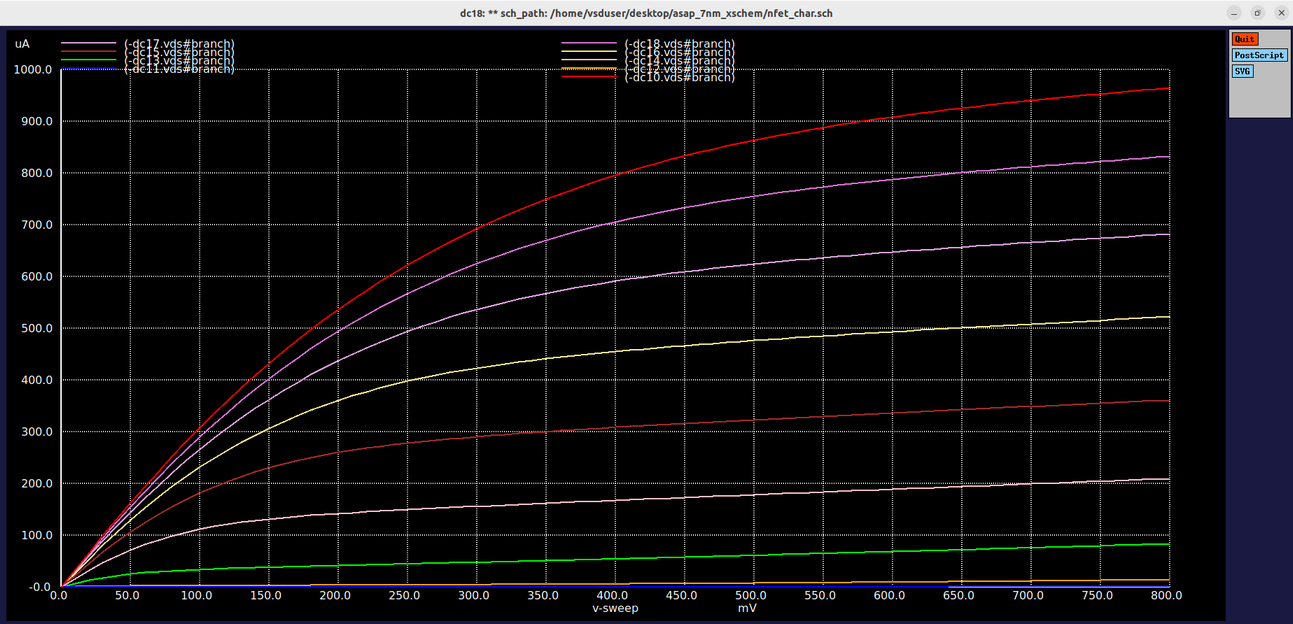 dc18: ** sch_path: /home/vsduser/desktop/asap_7nm_xschem/nfet_char.sch
Quit
PostScript
SVG
uA
(-dc17.vds#branch)
(-dc18.vds#branch)
(-dc15.vds#branch)
(-dc16.vds#branch)
(-dc13.vds#branch)
(-dc14.vds#branch)
(-dc11.vds#branch)
(-dc12.vds#branch)
(-dc10.vds#branch)
1000.0
900.0
800.0
700.0
600.0
500.0
400.0
300.0
200.0
100.0
-0.0
0.0 50.0 100.0 150.0 200.0 250.0 300.0 350.0 400.0 450.0 500.0 550.0 600.0 650.0 700.0 750.0 800.0
v-sweep mV